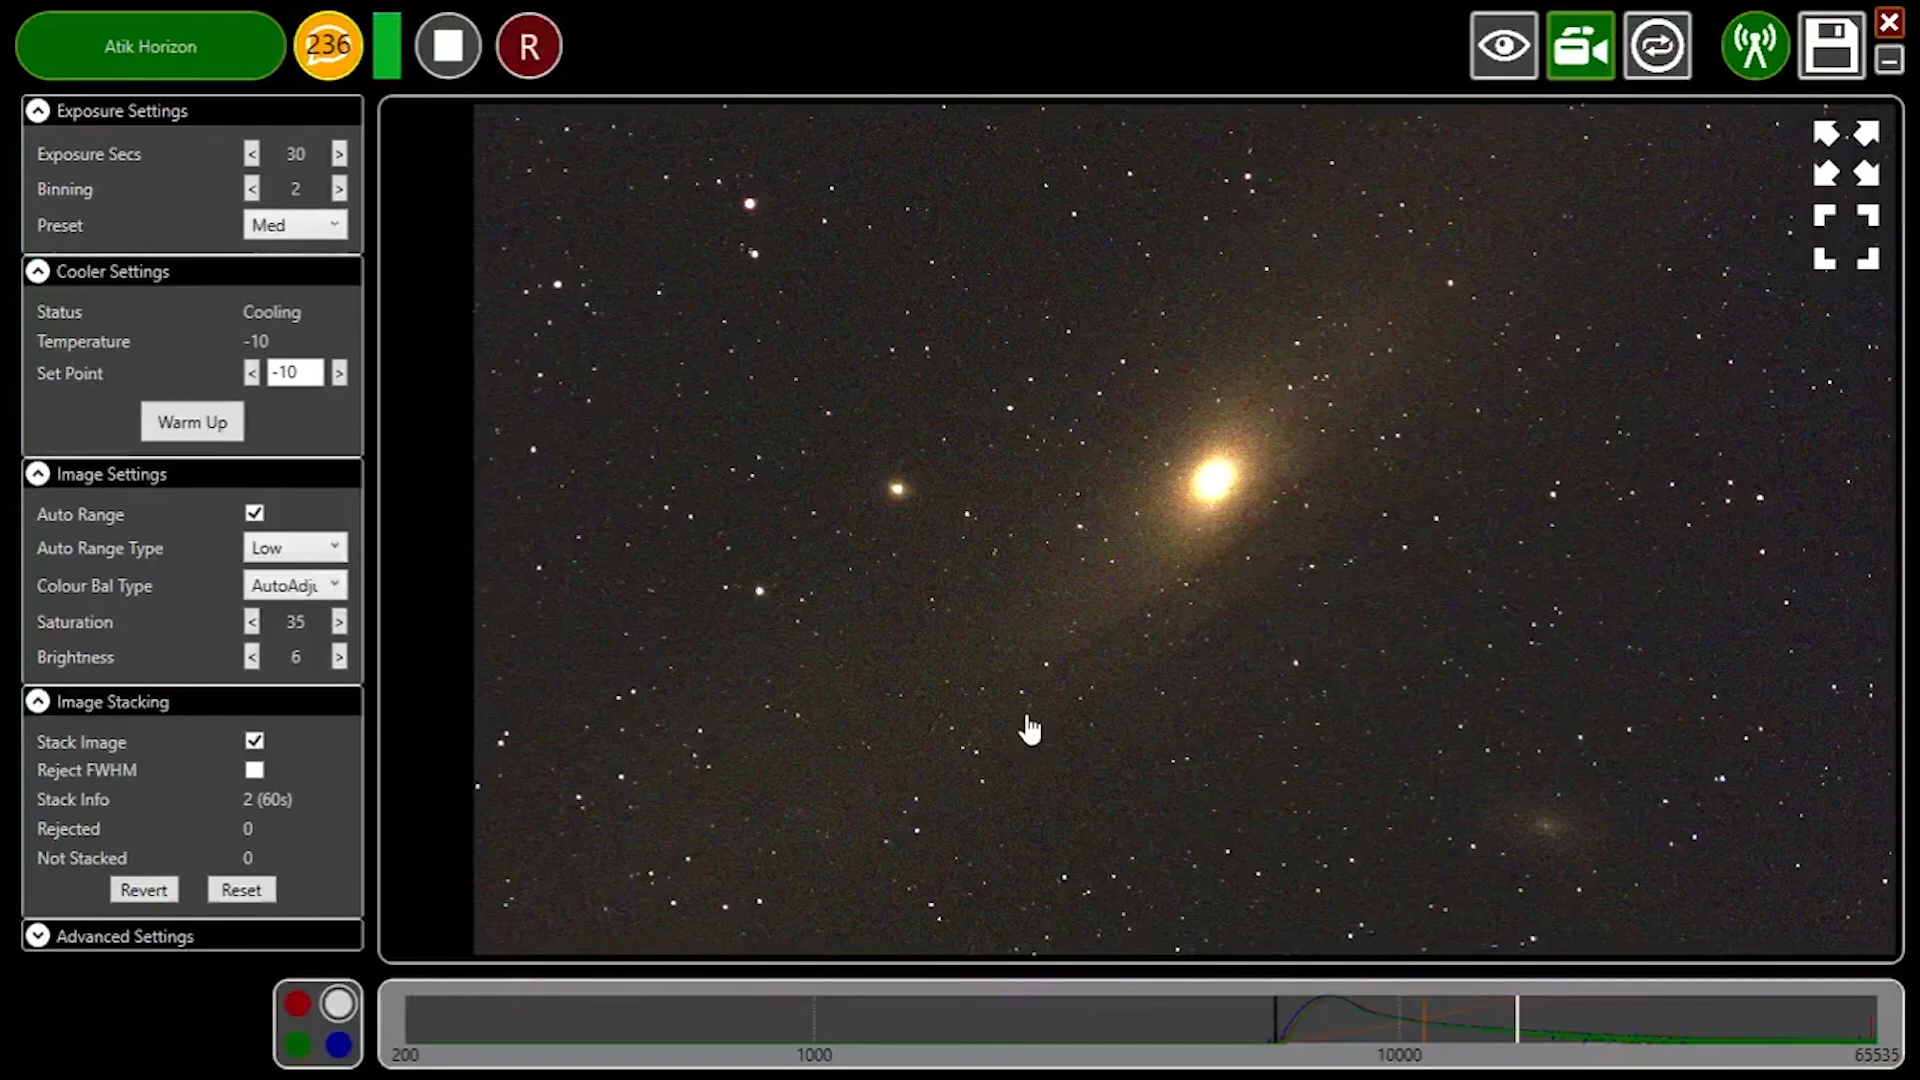 Atik Horizon
236
R
Exposure Settings
Exposure Secs < 30 >
Binning < 2 >
Preset Med
Cooler Settings
Status Cooling
Temperature -10
Set Point < -10 >
Warm Up
Image Settings
Auto Range
Auto Range Type Low
Colour Bal Type AutoAdju
Saturation < 35 >
Brightness < 6 >
Image Stacking
Stack Image
Reject FWHM
Stack Info 2 (60s)
Rejected 0
Not Stacked 0
Revert Reset
Advanced Settings
200 1000 10000 65535